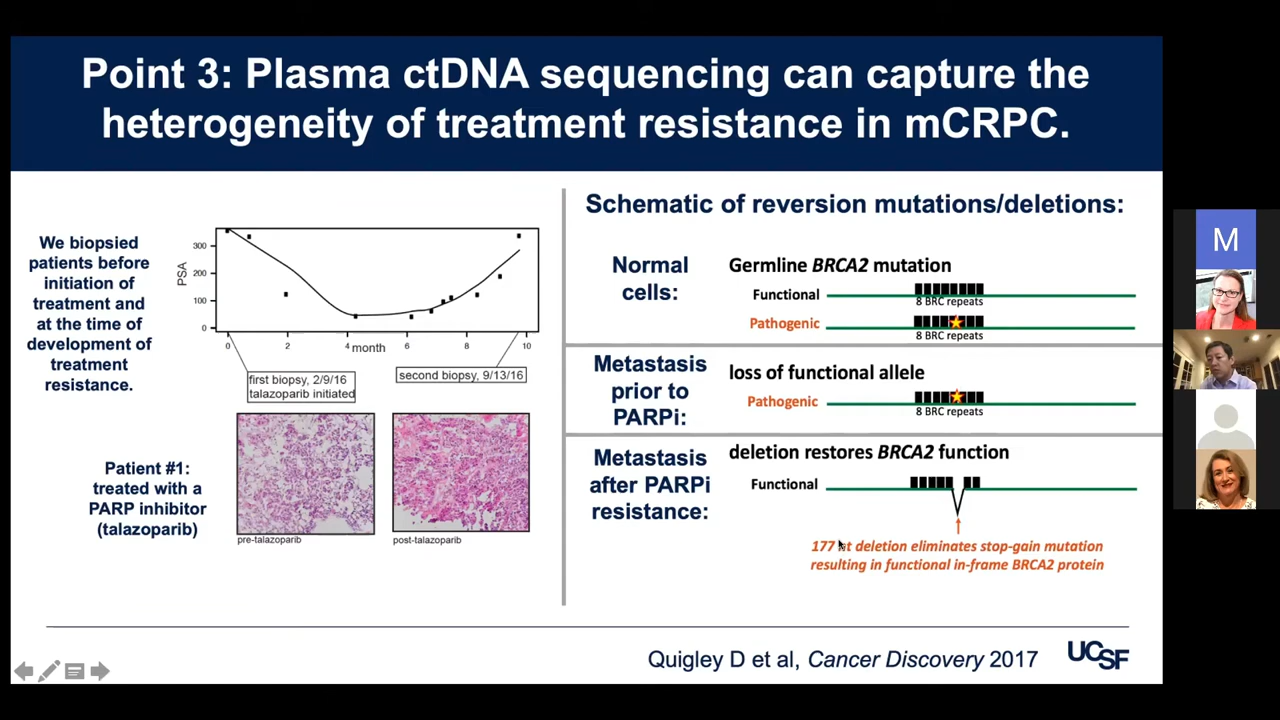 Point 3: Plasma ctDNA sequencing can capture the
heterogeneity of treatment resistance in mCRPC.
We biopsied
patients before
initiation of
treatment and
at the time of
development of
treatment
resistance.
PSA
300
200
100
0
0
2
4
month
6
8
10
first biopsy, 2/9/16
talazoparib initiated
second biopsy, 9/13/16
Patient #1:
treated with a
PARP inhibitor
(talazoparib)
pre-talazoparib
post-talazoparib
Schematic of reversion mutations/deletions:
Normal
cells:
Germline BRCA2 mutation
Functional
8 BRC repeats
Pathogenic
8 BRC repeats
Metastasis
prior to
PARPi:
loss of functional allele
Pathogenic
8 BRC repeats
Metastasis
after PARPi
resistance:
deletion restores BRCA2 function
Functional
177 nt deletion eliminates stop-gain mutation
resulting in functional in-frame BRCA2 protein
Quigley D et al, Cancer Discovery 2017
UCSF
M